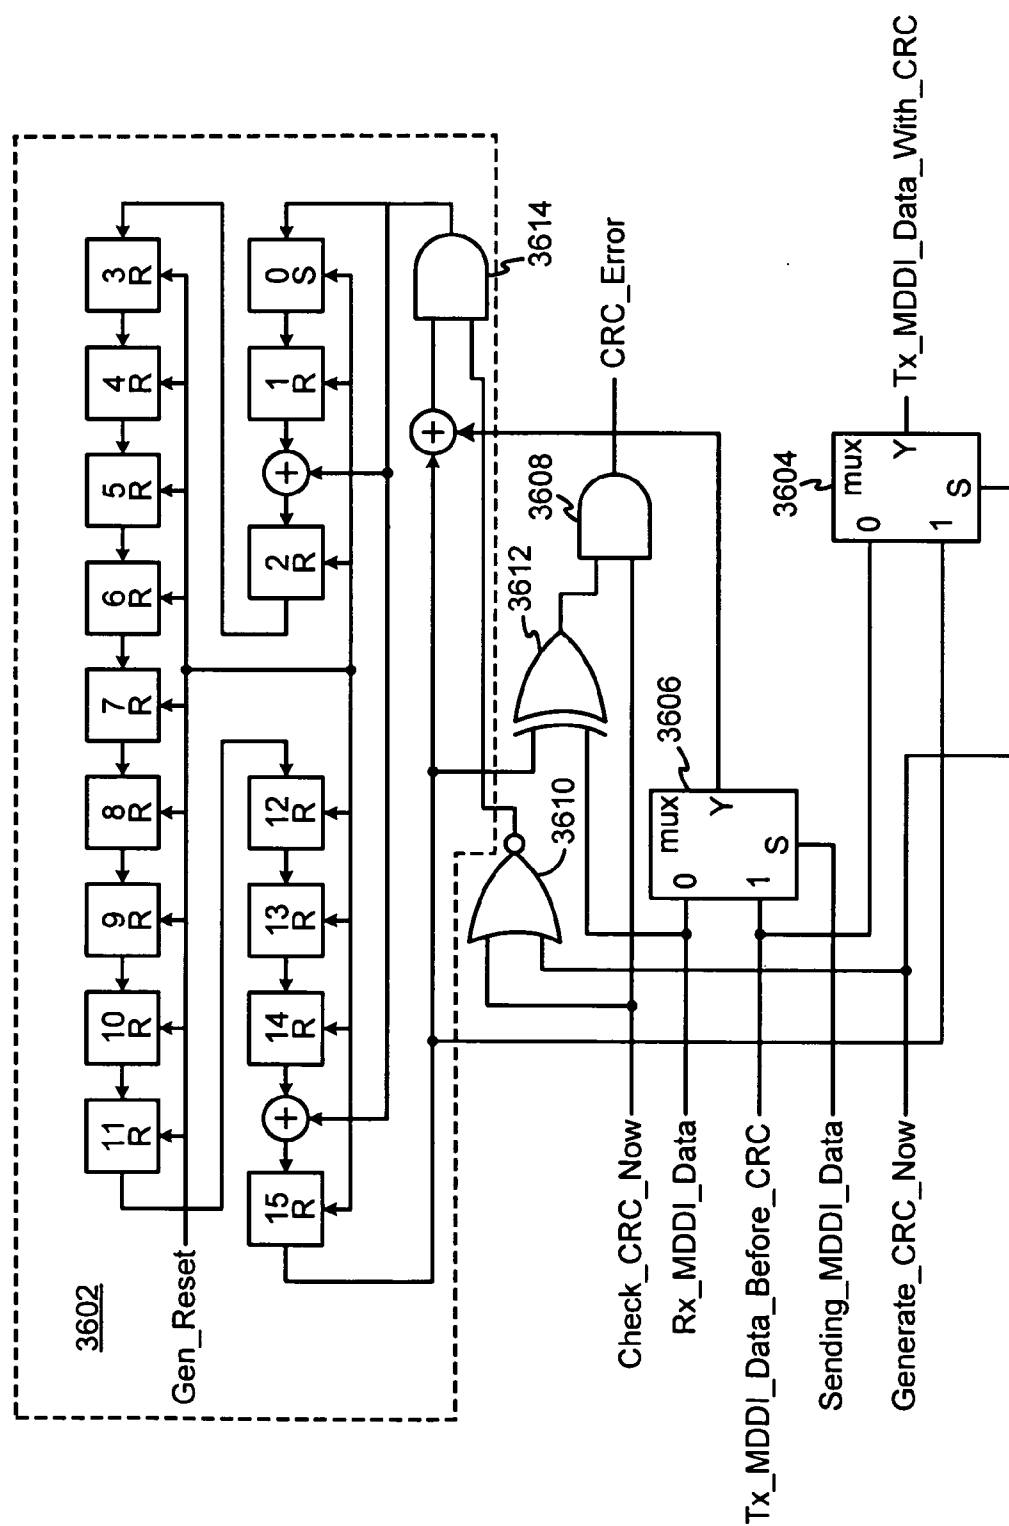 3602
Gen_Reset
11 R
10 R
9 R
8 R
7 R
6 R
5 R
4 R
3 R
15 R
+
14 R
13 R
12 R
2 R
+
1 R
0 S
+
3614
3610
3612
3608
CRC_Error
Check_CRC_Now
Rx_MDDI_Data
Tx_MDDI_Data_Before_CRC
Sending_MDDI_Data
Generate_CRC_Now
3606
mux
0
1
S
Y
3604
mux
0
1
S
Y
Tx_MDDI_Data_With_CRC